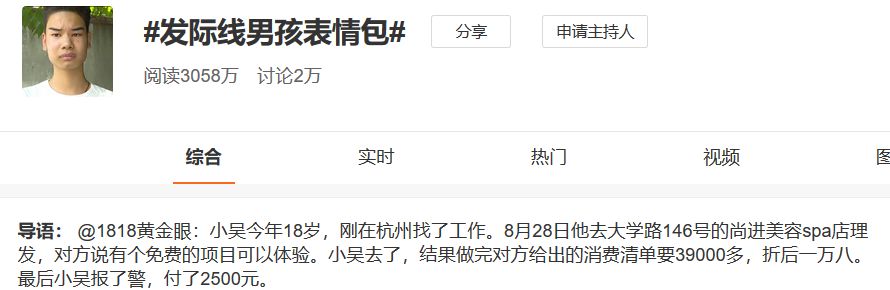 #发际线男孩表情包#
分享
申请主持人
阅读3058万 讨论2万
综合
实时
热门
视频
导语： @1818黄金眼：小吴今年18岁，刚在杭州找了工作。8月28日他去大学路146号的尚进美容spa店理
发，对方说有个免费的项目可以体验。小吴去了，结果做完对方给出的消费清单要39000多，折后一万八。
最后小吴报了警，付了2500元。